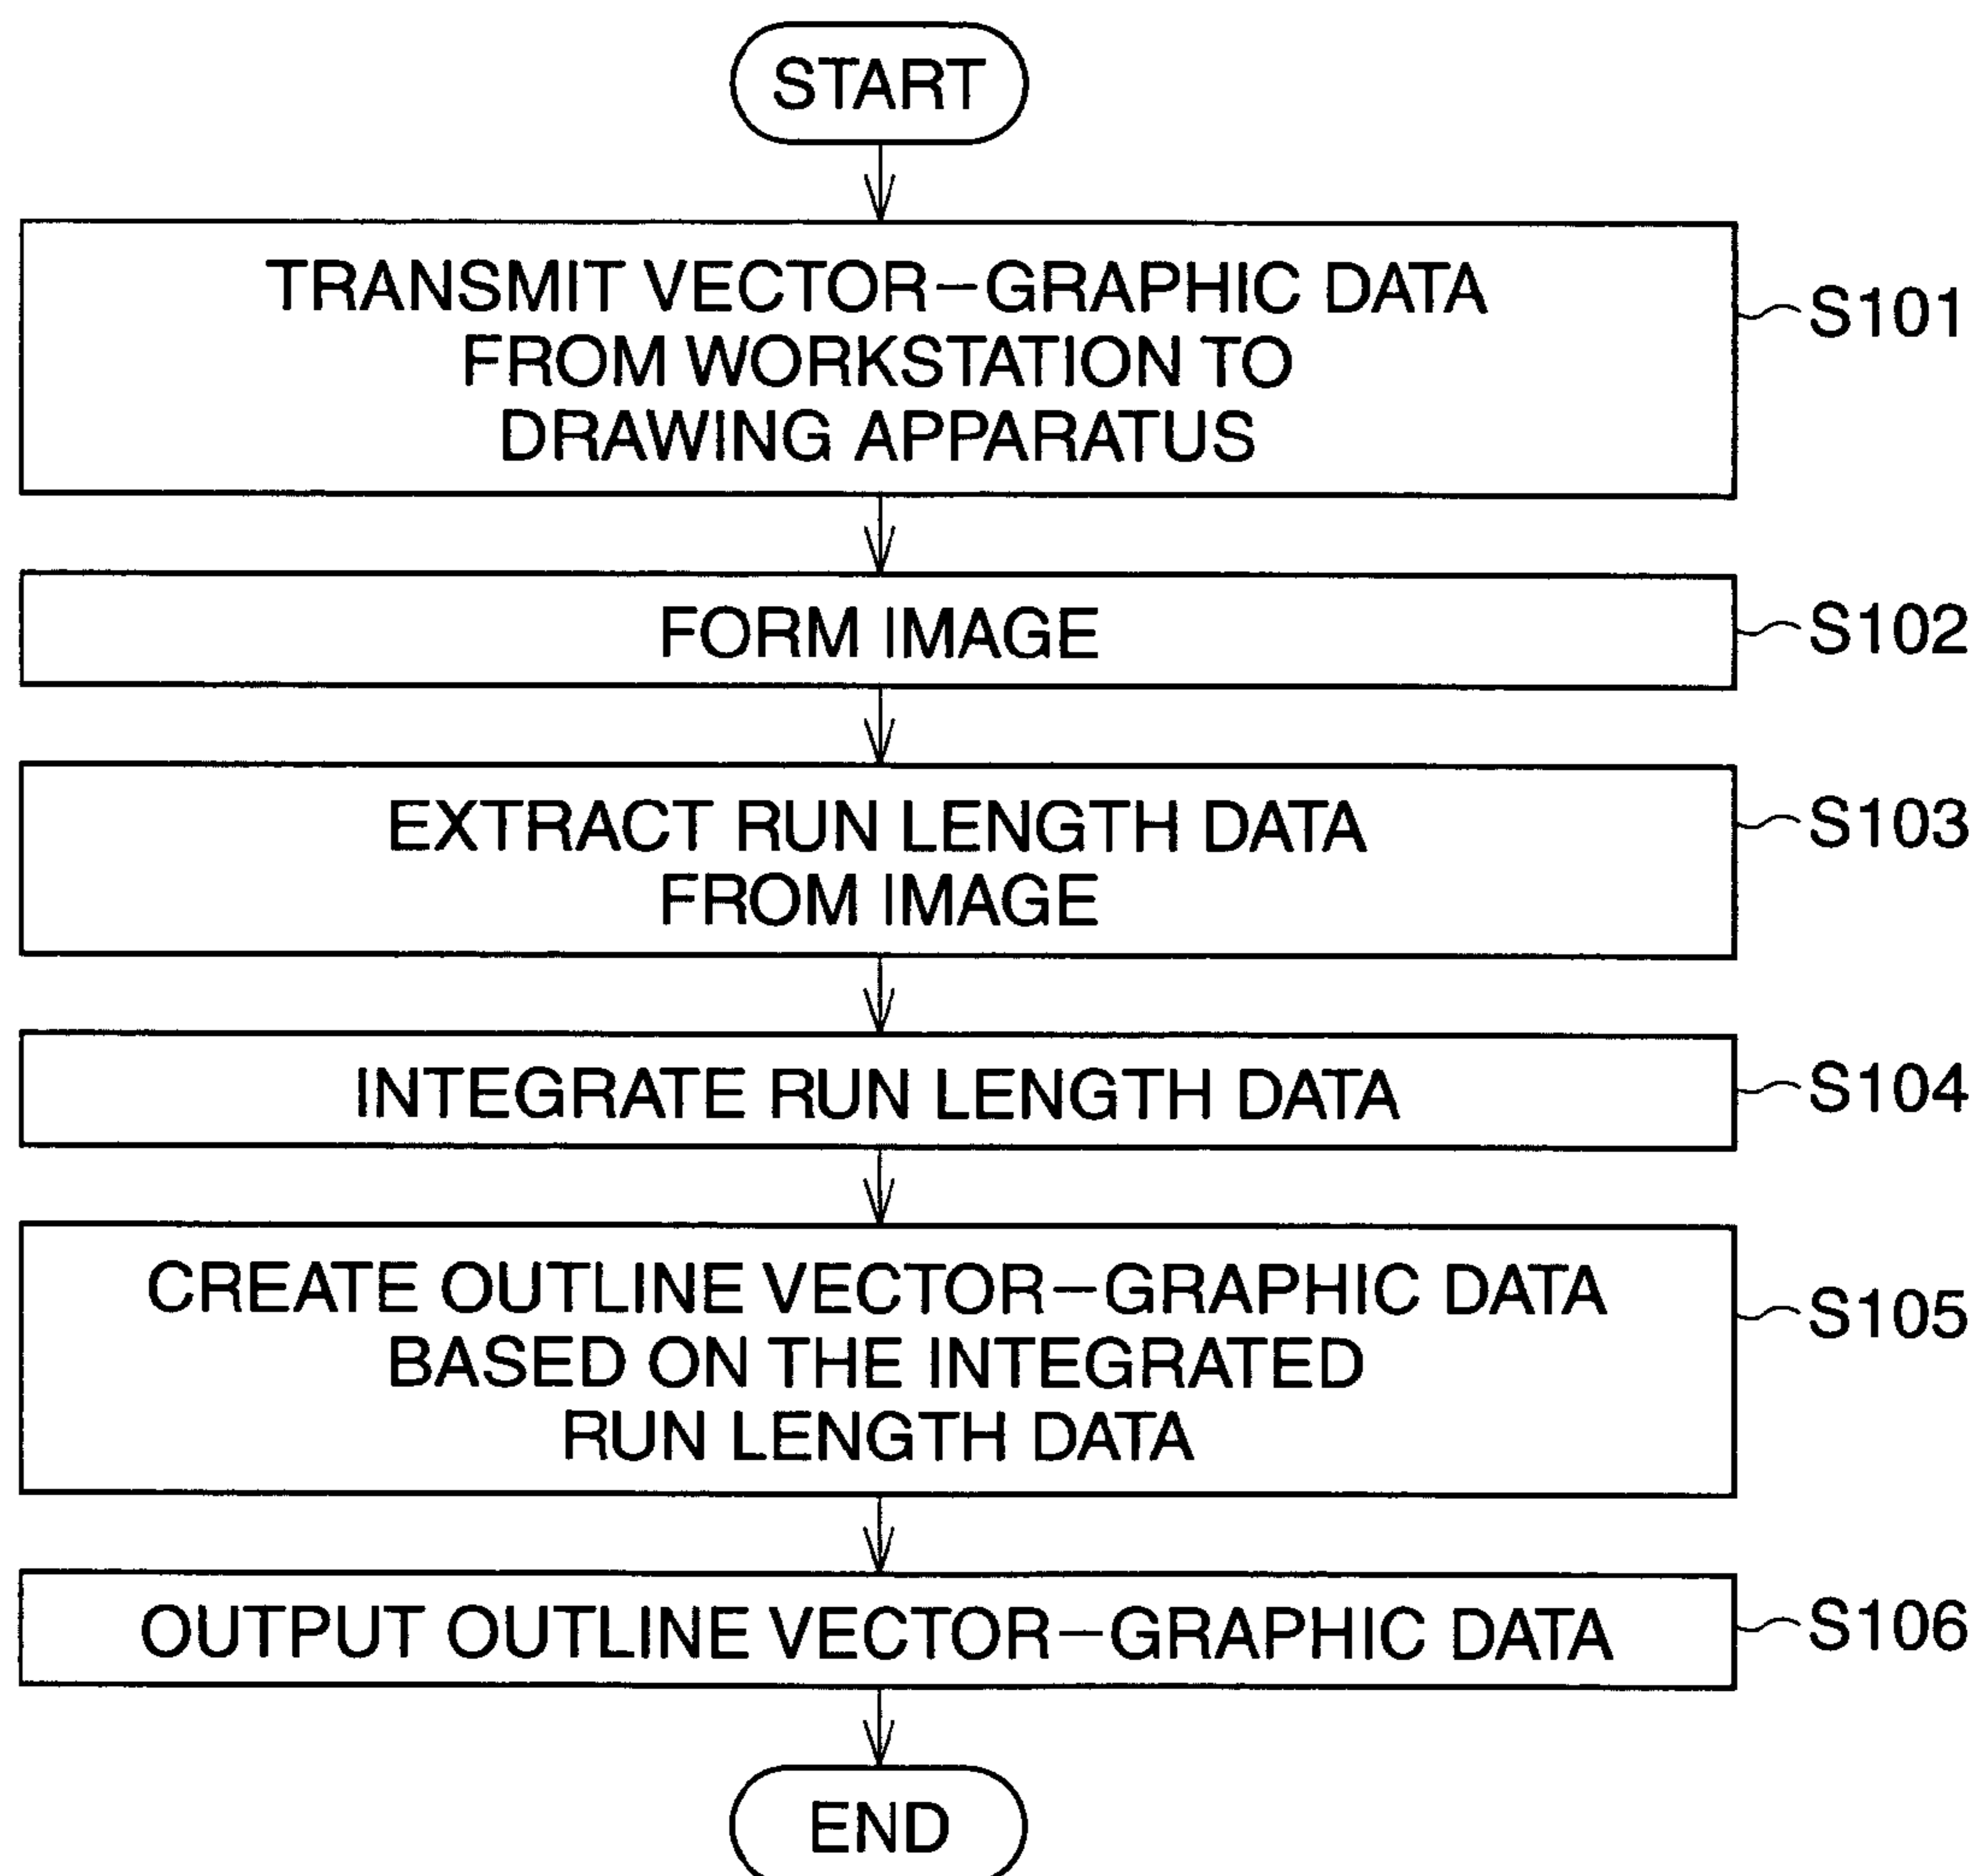 START
TRANSMIT VECTOR-GRAPHIC DATA
FROM WORKSTATION TO
DRAWING APPARATUS
S101
FORM IMAGE
S102
EXTRACT RUN LENGTH DATA
FROM IMAGE
S103
INTEGRATE RUN LENGTH DATA
S104
CREATE OUTLINE VECTOR-GRAPHIC DATA
BASED ON THE INTEGRATED
RUN LENGTH DATA
S105
OUTPUT OUTLINE VECTOR-GRAPHIC DATA
S106
END